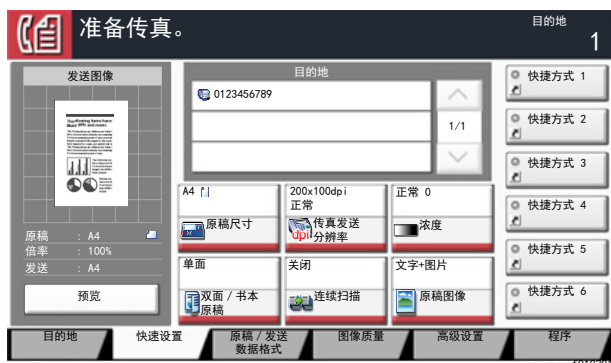 准备传真。
目的地
1
发送图像
原稿 : A4
倍率 : 100%
发送 : A4
预览
目的地
0123456789
1/1
A4
原稿尺寸
200x100dpi
正常
dpi
传真发送
分辨率
正常 0
浓度
单面
双面 / 书本
原稿
关闭
连续扫描
文字+图片
原稿图像
快捷方式 1
快捷方式 2
快捷方式 3
快捷方式 4
快捷方式 5
快捷方式 6
目的地
快速设置
原稿 / 发送
数据格式
图像质量
高级设置
程序